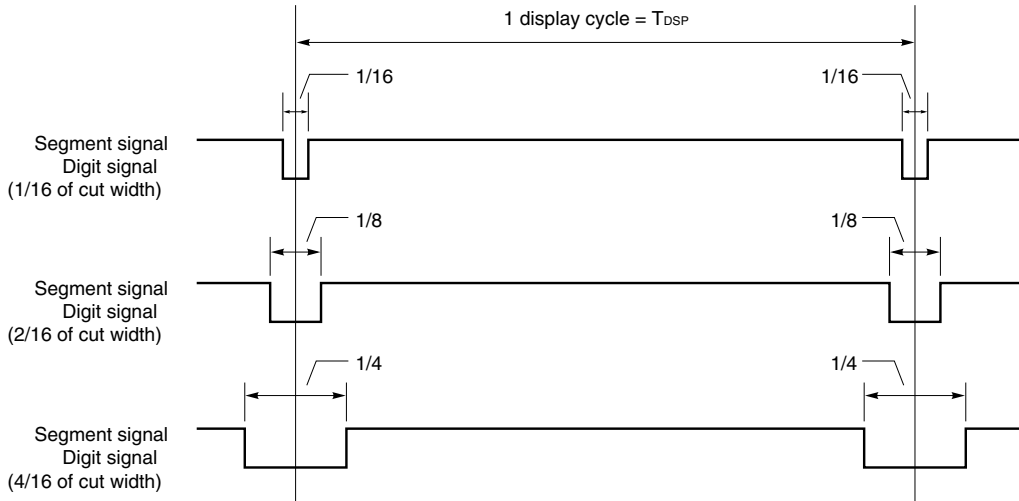 1 display cycle = TDSP
1/16
1/16
Segment signal
Digit signal
(1/16 of cut width)
1/8
1/8
Segment signal
Digit signal
(2/16 of cut width)
1/4
1/4
Segment signal
Digit signal
(4/16 of cut width)